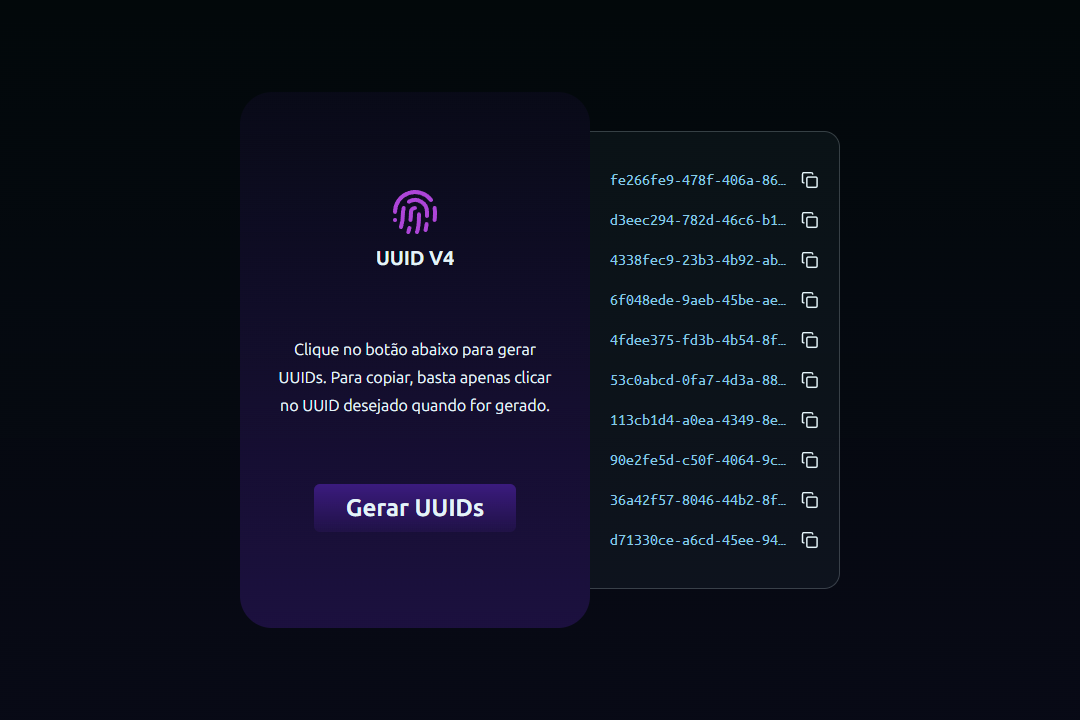 UUID V4
Clique no botão abaixo para gerar
UUIDs. Para copiar, basta apenas clicar
no UUID desejado quando for gerado.
Gerar UUIDs
fe266fe9-478f-406a-86…
d3eec294-782d-46c6-b1…
4338fec9-23b3-4b92-ab…
6f048ede-9aeb-45be-ae…
4fdee375-fd3b-4b54-8f…
53c0abcd-0fa7-4d3a-88…
113cb1d4-a0ea-4349-8e…
90e2fe5d-c50f-4064-9c…
36a42f57-8046-44b2-8f…
d71330ce-a6cd-45ee-94…